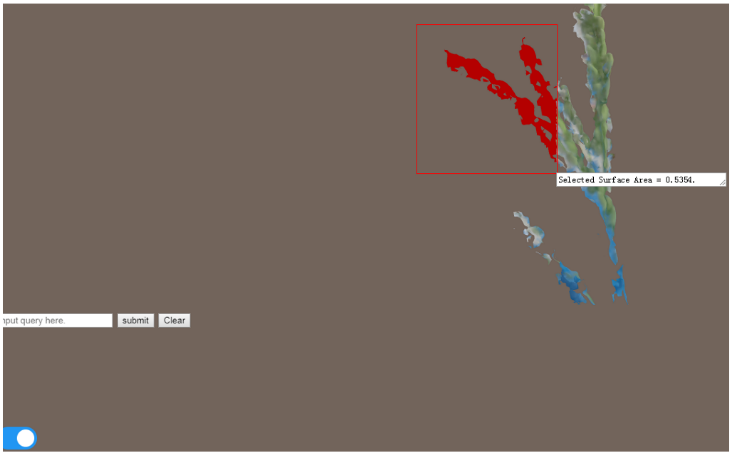 Selected Surface Area = 0.5354.
nput query here. submit Clear